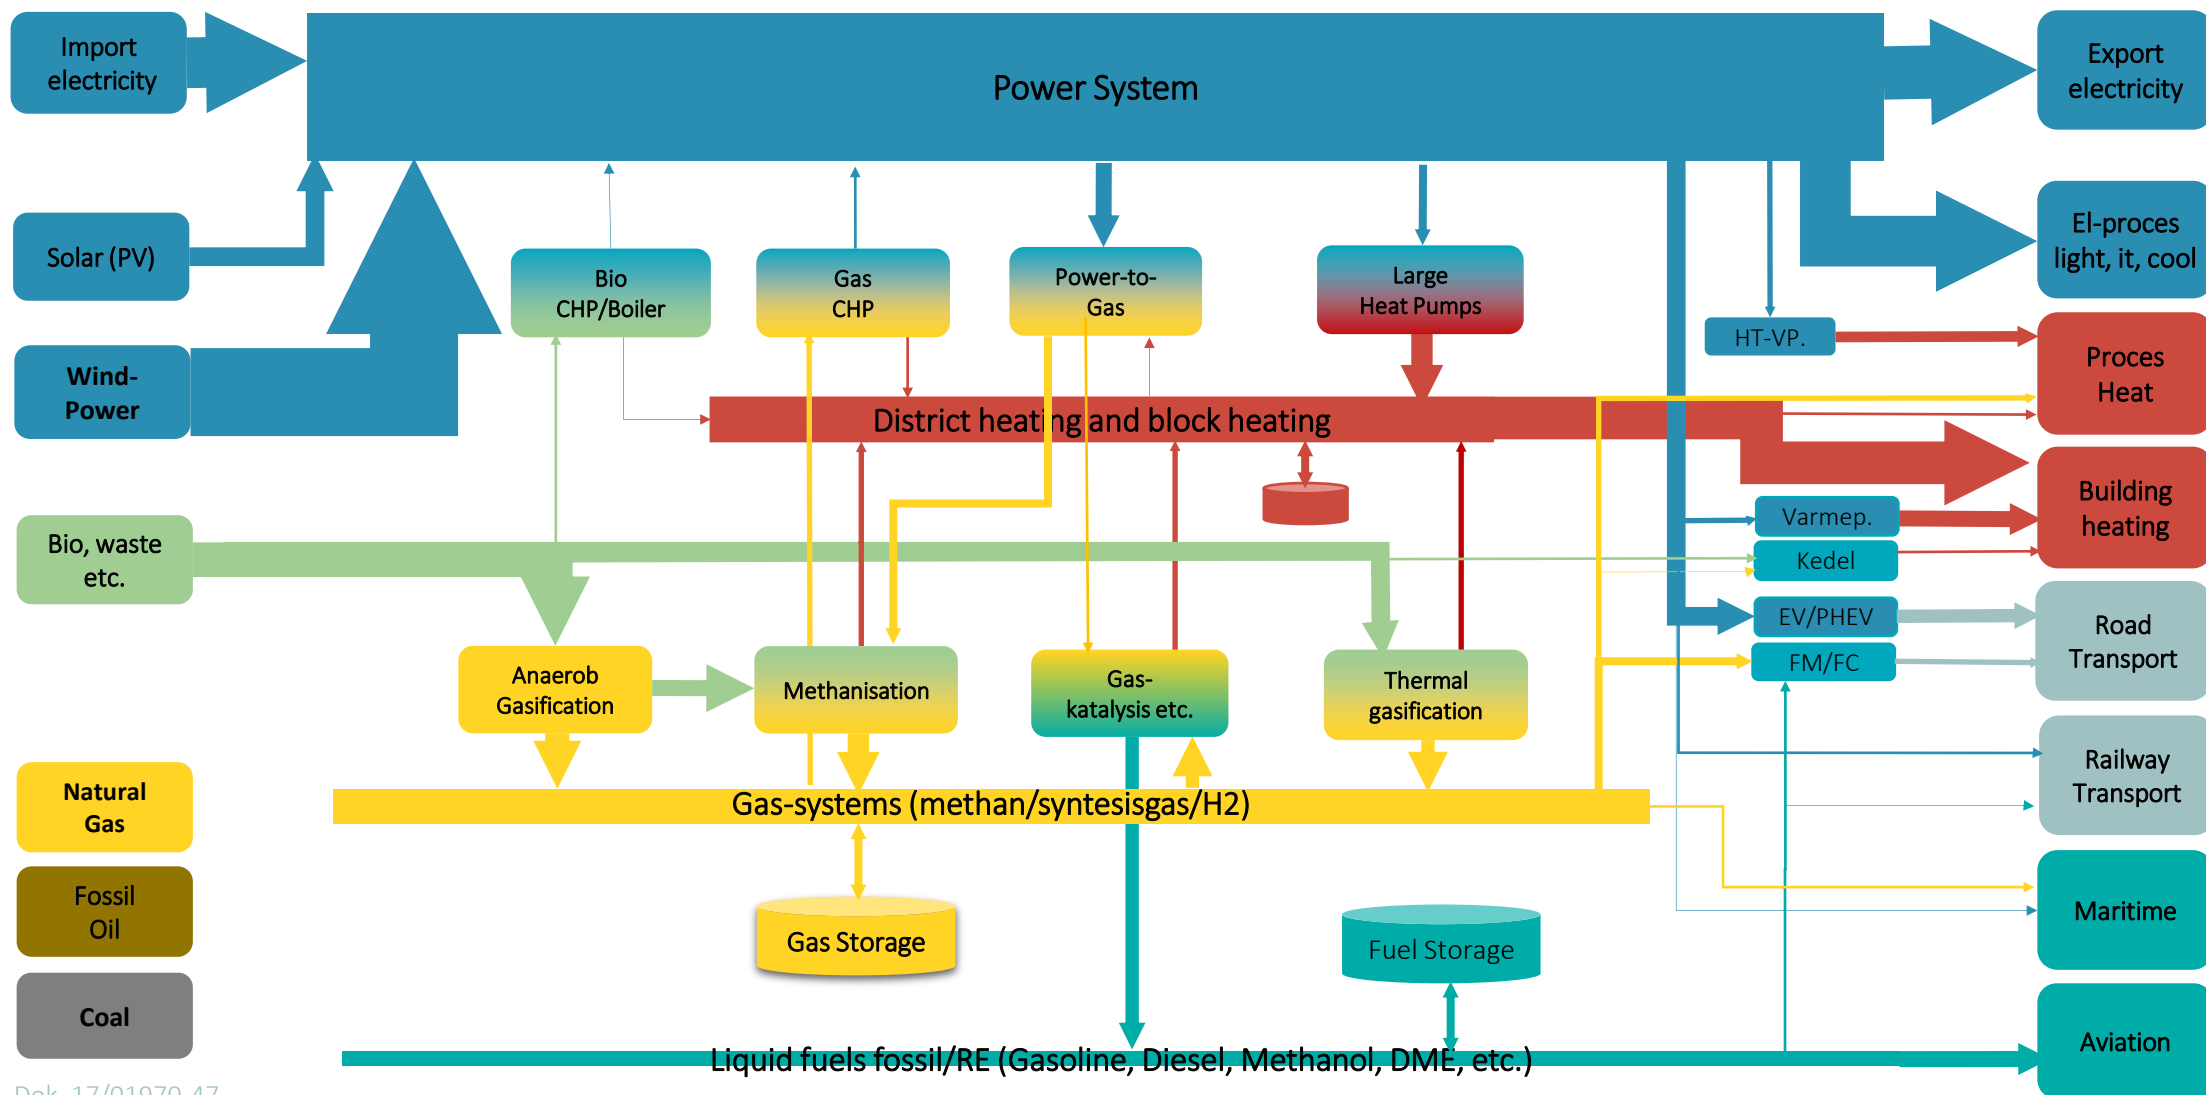 Import
electricity
Power System
Export
electricity
Solar (PV)
El-proces
light, it, cool
Bio
CHP/Boiler
Gas
CHP
Power-to-
Gas
Large
Heat Pumps
HT-VP.
Wind-
Power
Proces
Heat
District heating and block heating
Building
heating
Varmep.
Kedel
Bio, waste
etc.
EV/PHEV
FM/FC
Road
Transport
Anaerob
Gasification
Methanisation
Gas-
katalysis etc.
Thermal
gasification
Railway
Transport
Natural
Gas
Gas-systems (methan/syntesisgas/H2)
Fossil
Oil
Gas Storage
Fuel Storage
Maritime
Coal
Liquid fuels fossil/RE (Gasoline, Diesel, Methanol, DME, etc.)
Aviation
Dok. 17/01970-47